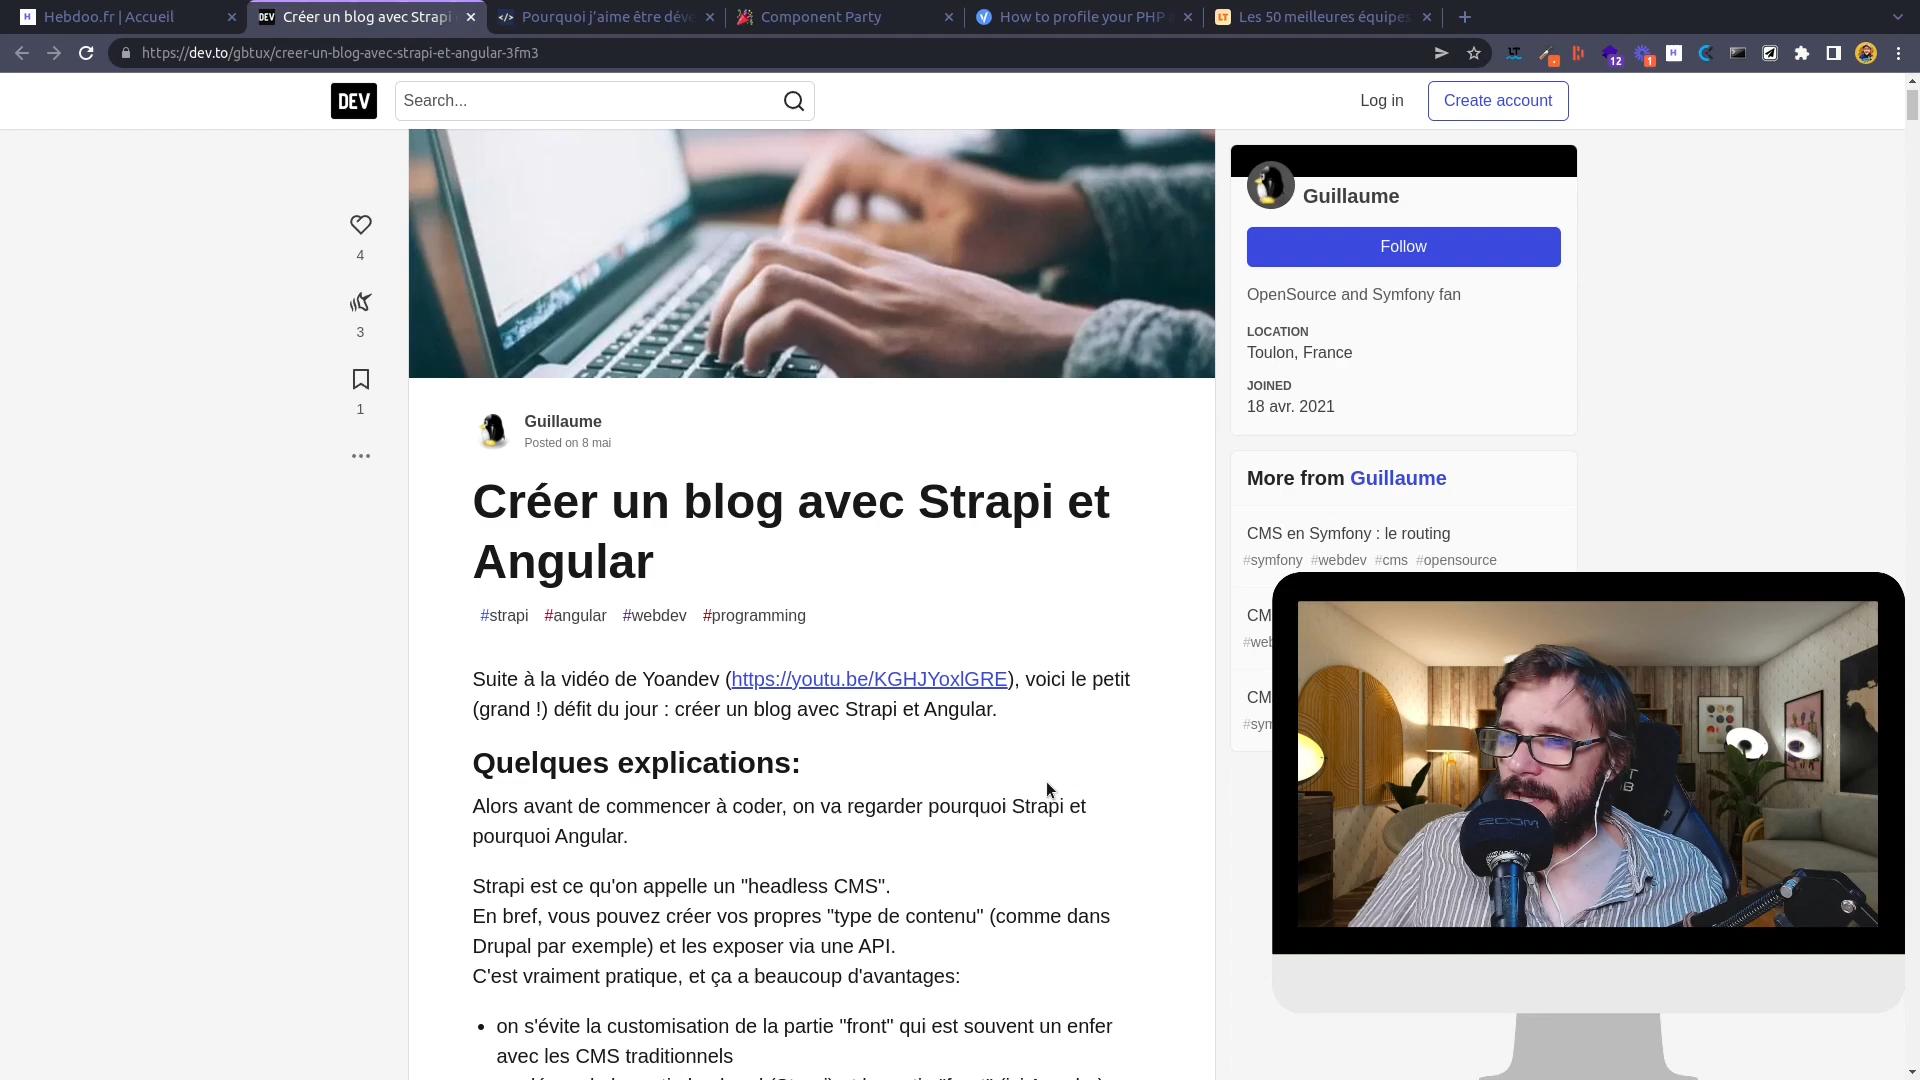 Hebdoo.fr | Accueil
Créer un blog avec Strapi
Pourquoi j'aime être déve
Component Party
How to profile your PHP a
Les 50 meilleures équipes
https://dev.to/gbtux/creer-un-blog-avec-strapi-et-angular-3fm3
12
1
DEV
Search...
Log in
Create account
4
3
1
Guillaume
Posted on 8 mai
Créer un blog avec Strapi et
Angular
#strapi #angular #webdev #programming
Suite à la vidéo de Yoandev (https://youtu.be/KGHJYoxlGRE), voici le petit
(grand !) défit du jour : créer un blog avec Strapi et Angular.
Quelques explications:
Alors avant de commencer à coder, on va regarder pourquoi Strapi et
pourquoi Angular.
Strapi est ce qu'on appelle un "headless CMS".
En bref, vous pouvez créer vos propres "type de contenu" (comme dans
Drupal par exemple) et les exposer via une API.
C'est vraiment pratique, et ça a beaucoup d'avantages:
on s'évite la customisation de la partie "front" qui est souvent un enfer
avec les CMS traditionnels
Guillaume
Follow
OpenSource and Symfony fan
LOCATION
Toulon, France
JOINED
18 avr. 2021
More from Guillaume
CMS en Symfony : le routing
#symfony #webdev #cms #opensource
CM
#web
CM
#sym
ZOOM